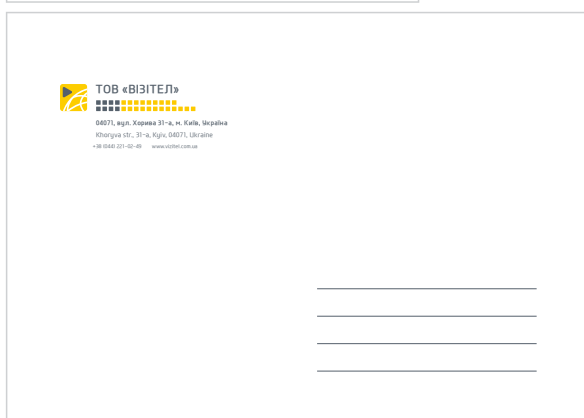 ТОВ «ВІЗІТЕЛ»
04071, вул. Хорива 31-а, м. Київ, Україна
Khoryva str., 31-a, Kyiv, 04071, Ukraine
+38 (044) 231-02-49 www.vizitel.com.ua